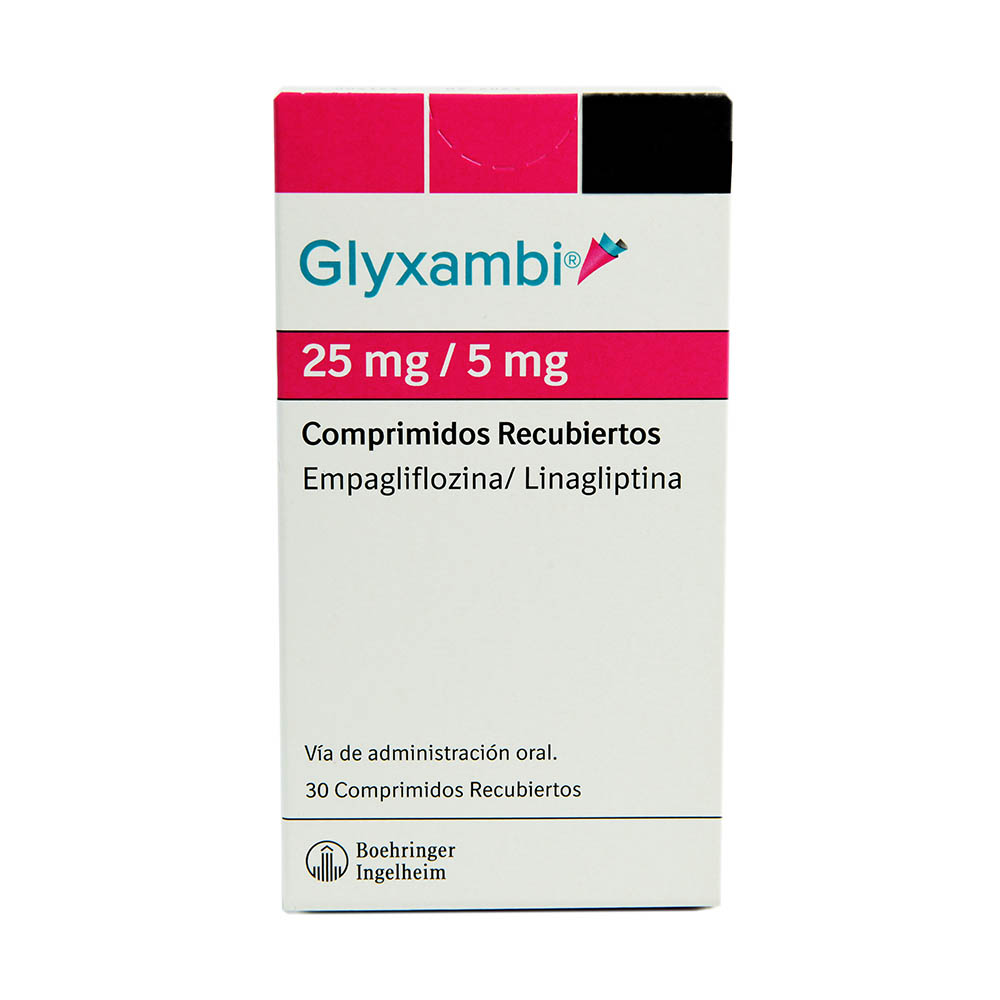 Glyxambi®
25 mg / 5 mg
Comprimidos Recubiertos
Empagliflozina/ Linagliptina
Vía de administración oral.
30 Comprimidos Recubiertos
Boehringer
Ingelheim